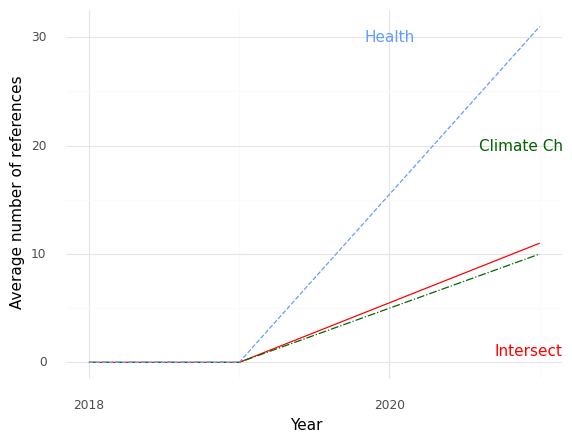 30
Health
20
Climate Ch
10
Intersect
0
2018
2020
Year
Average number of references